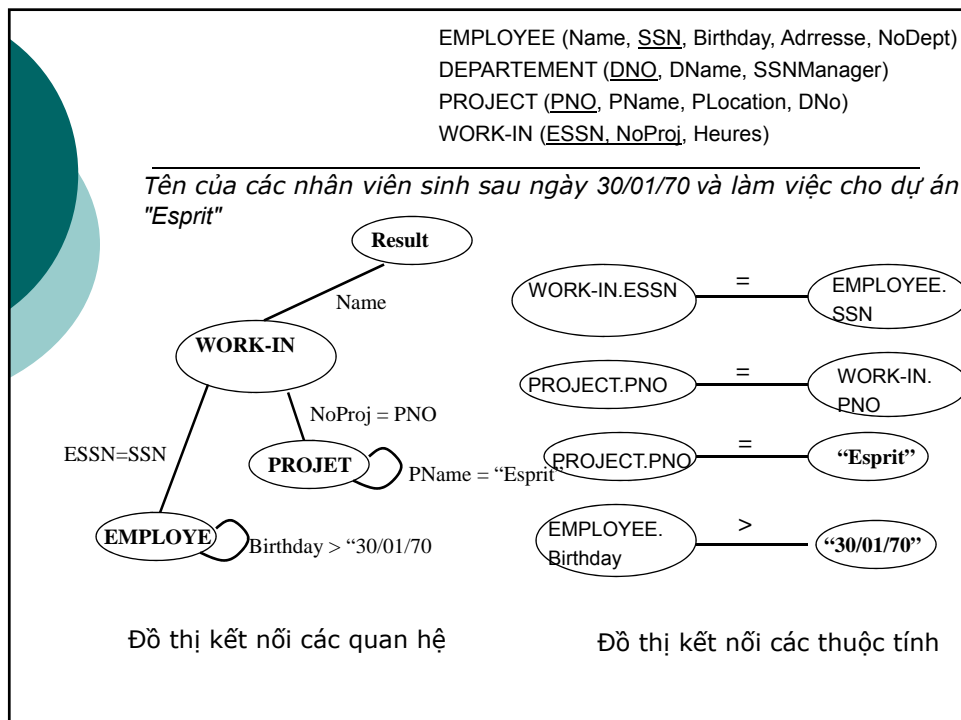 EMPLOYEE (Name, SSN, Birthday, Adrresse, NoDept)
DEPARTEMENT (DNO, DName, SSNManager)
PROJECT (PNO, PName, PLocation, DNo)
WORK-IN (ESSN, NoProj, Heures)
Tên của các nhân viên sinh sau ngày 30/01/70 và làm việc cho dự án
"Esprit"
Result
Name
WORK-IN
NoProj = PNO
ESSN=SSN
PROJET
PName = “Esprit”
EMPLOYE
Birthday > “30/01/70
Đồ thị kết nối các quan hệ
WORK-IN.ESSN
=
EMPLOYEE.
SSN
PROJECT.PNO
=
WORK-IN.
PNO
PROJECT.PNO
=
“Esprit”
EMPLOYEE.
Birthday
>
“30/01/70”
Đồ thị kết nối các thuộc tính